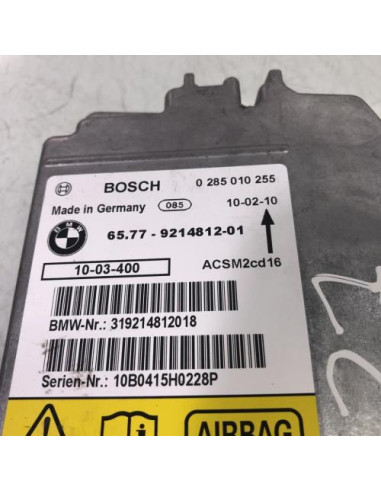 BOSCH 0 285 010 255
Made in Germany 085 10-02-10
BMW 65.77 - 9214812-01
10-03-400 ACSM2cd16
BMW-Nr.: 319214812018
Serien-Nr.: 10B0415H0228P
AIRBAG